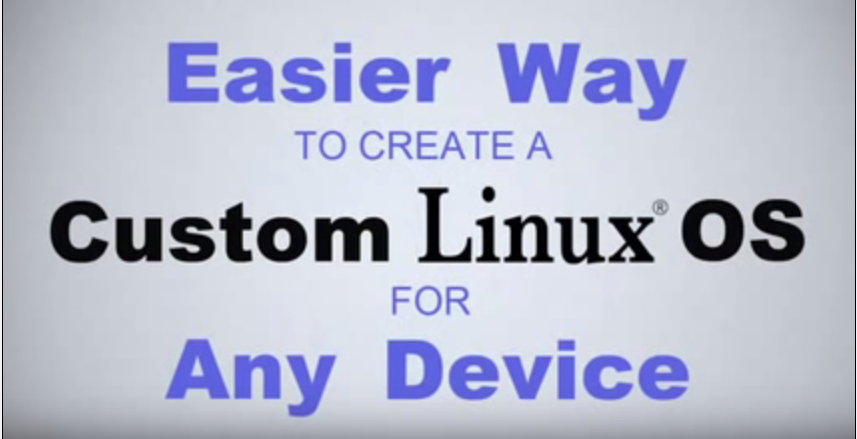 Easier Way
TO CREATE A
Custom Linux® OS
FOR
Any Device